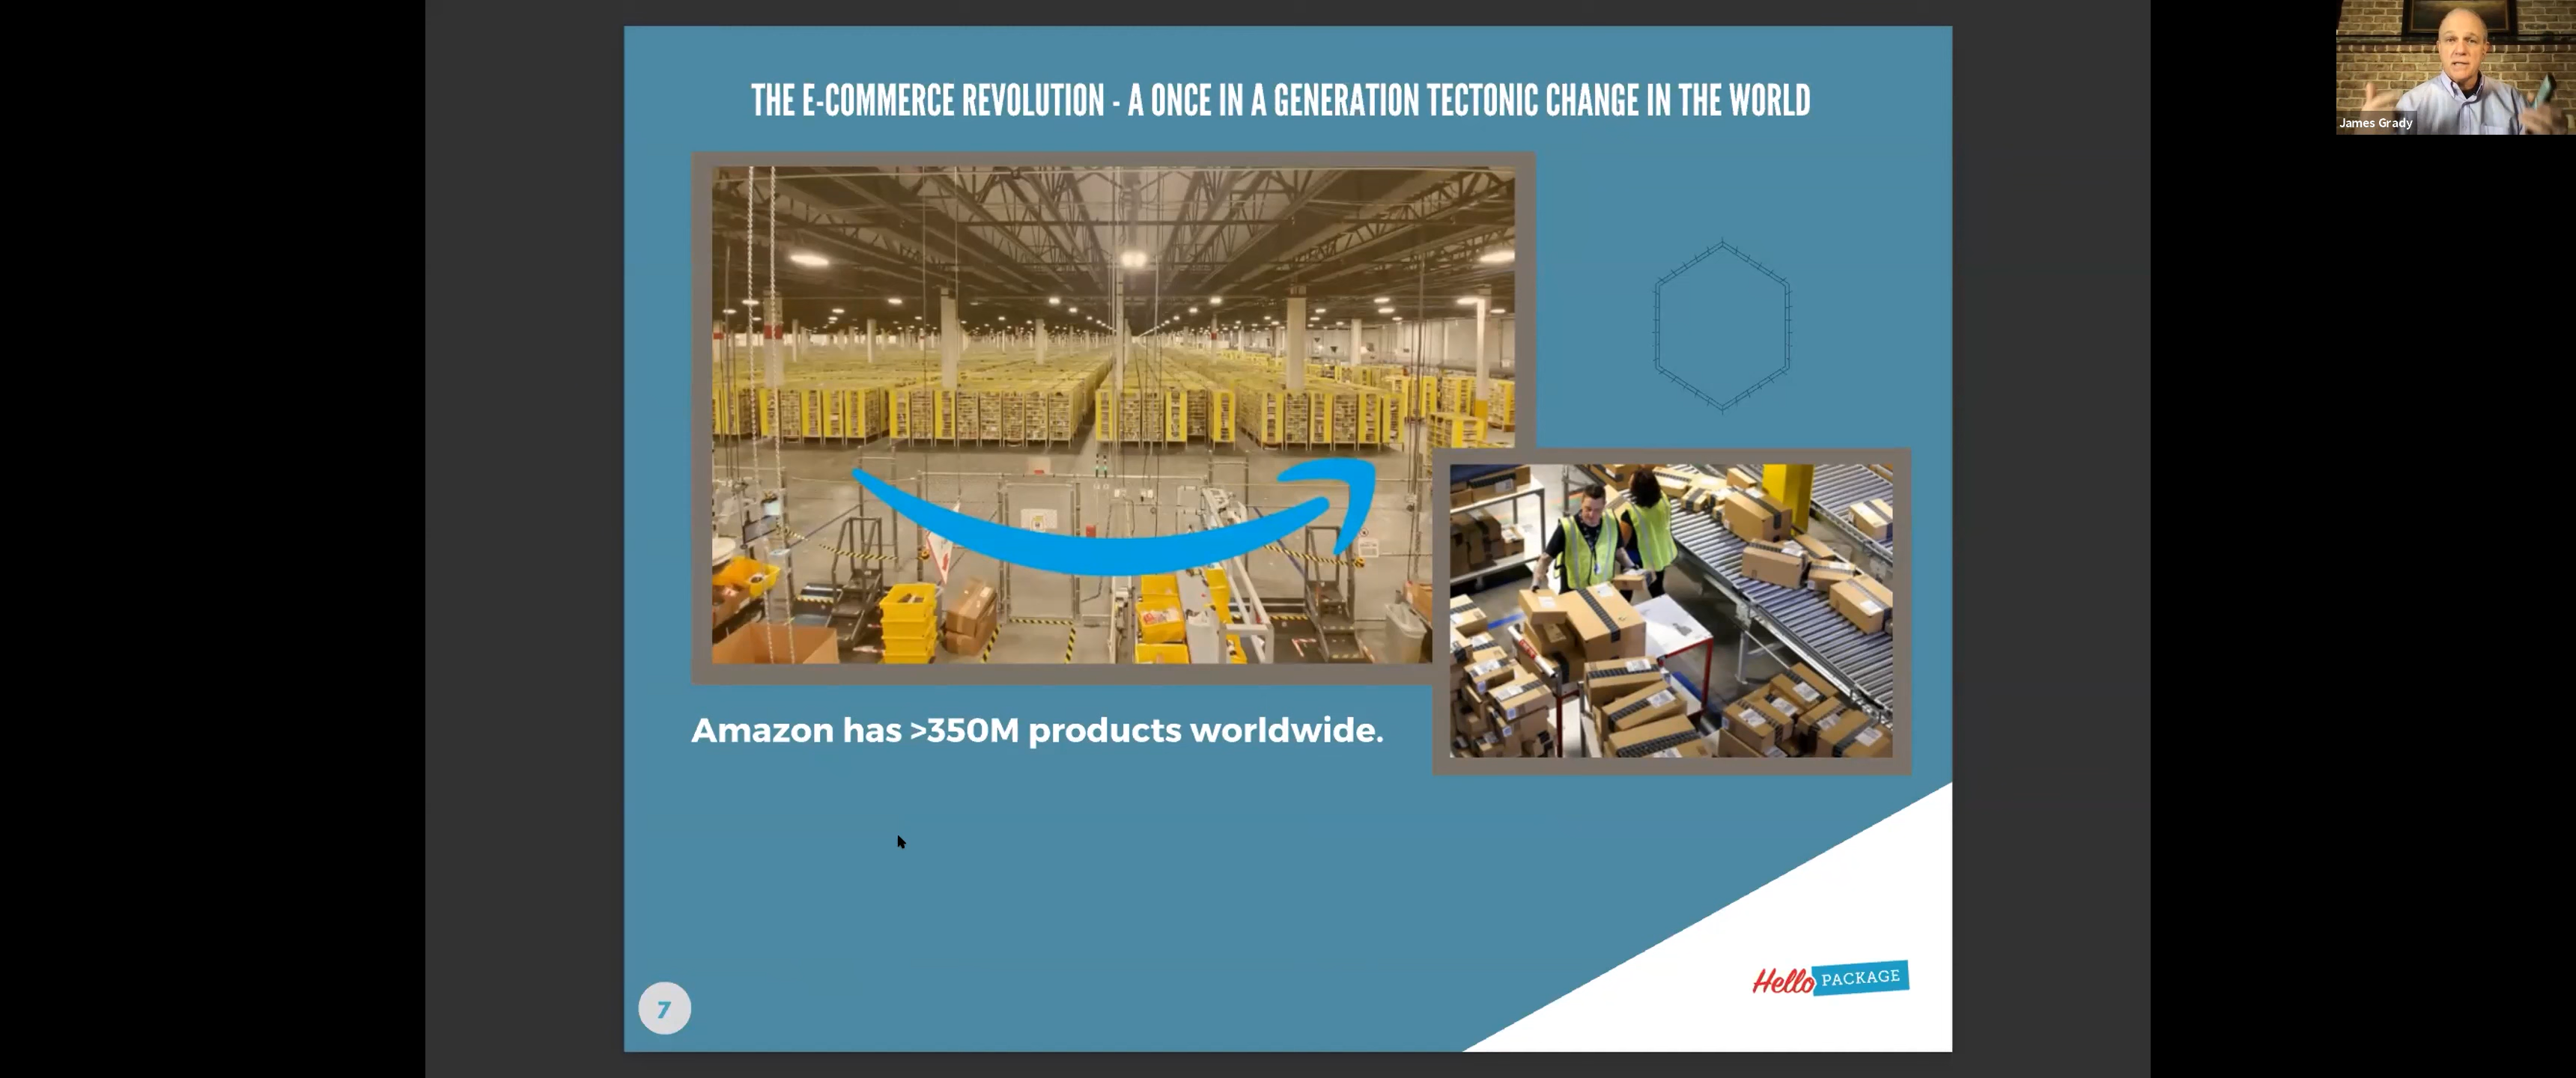 THE E-COMMERCE REVOLUTION - A ONCE IN A GENERATION TECTONIC CHANGE IN THE WORLD
James Grady
Amazon has >350M products worldwide.
Hello PACKAGE
7